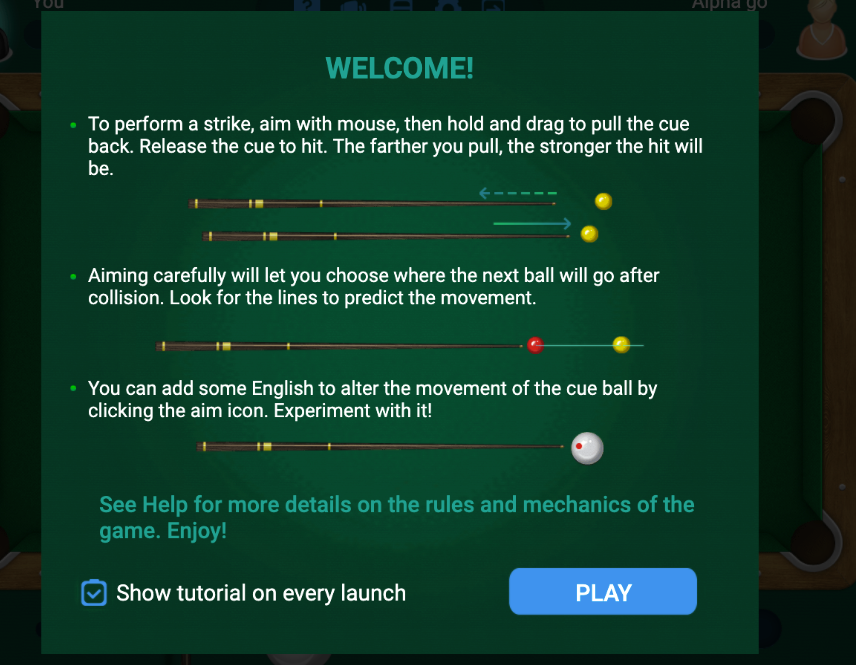 You
Alpha go
WELCOME!
To perform a strike, aim with mouse, then hold and drag to pull the cue
back. Release the cue to hit. The farther you pull, the stronger the hit will
be.
Aiming carefully will let you choose where the next ball will go after
collision. Look for the lines to predict the movement.
You can add some English to alter the movement of the cue ball by
clicking the aim icon. Experiment with it!
See Help for more details on the rules and mechanics of the
game. Enjoy!
Show tutorial on every launch
PLAY